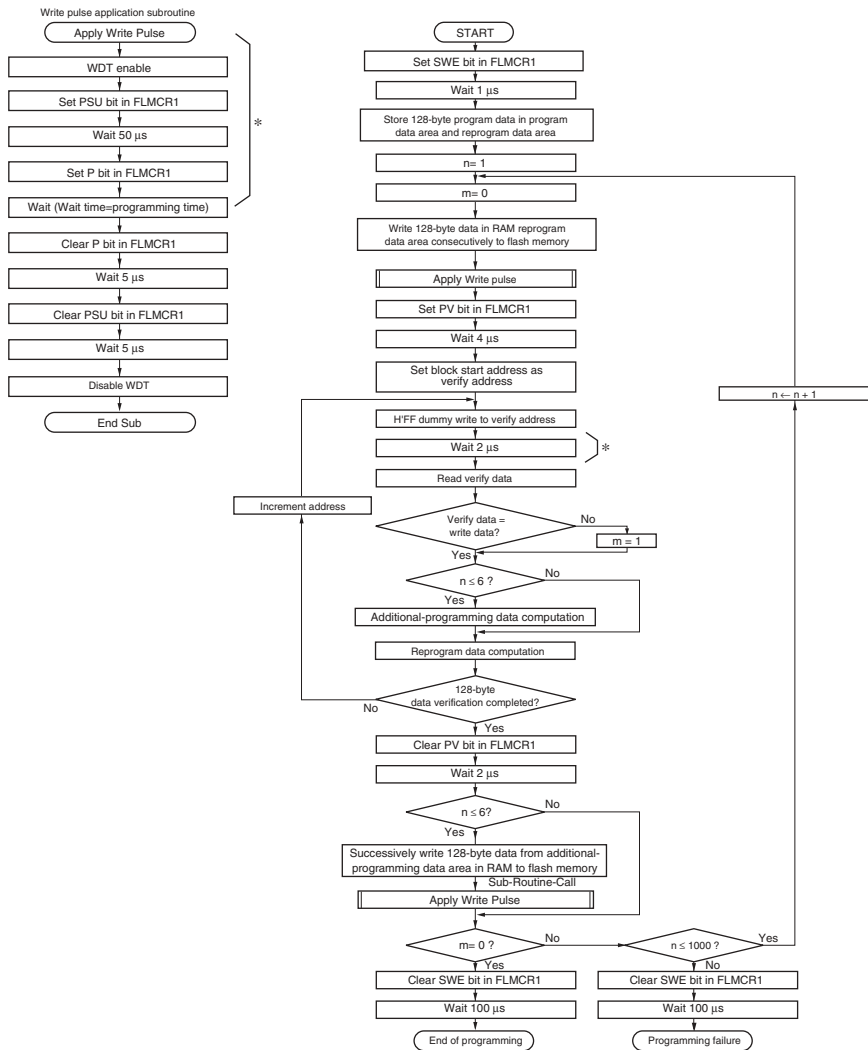 Write pulse application subroutine
Apply Write Pulse
WDT enable
Set PSU bit in FLMCR1
Wait 50 μs
Set P bit in FLMCR1
Wait (Wait time=programming time)
Clear P bit in FLMCR1
Wait 5 μs
Clear PSU bit in FLMCR1
Wait 5 μs
Disable WDT
End Sub
*
START
Set SWE bit in FLMCR1
Wait 1 μs
Store 128-byte program data in program
data area and reprogram data area
n= 1
m= 0
Write 128-byte data in RAM reprogram
data area consecutively to flash memory
Apply Write pulse
Set PV bit in FLMCR1
Wait 4 μs
Set block start address as
verify address
n ← n + 1
H'FF dummy write to verify address
Wait 2 μs
*
Read verify data
Increment address
Verify data =
write data?
No
m = 1
Yes
n ≤ 6 ?
No
Yes
Additional-programming data computation
Reprogram data computation
128-byte
data verification completed?
No
Yes
Clear PV bit in FLMCR1
Wait 2 μs
n ≤ 6?
No
Yes
Successively write 128-byte data from additional-
programming data area in RAM to flash memory
Sub-Routine-Call
Apply Write Pulse
m= 0 ?
No
n ≤ 1000 ?
Yes
Yes
No
Clear SWE bit in FLMCR1
Clear SWE bit in FLMCR1
Wait 100 μs
Wait 100 μs
End of programming
Programming failure